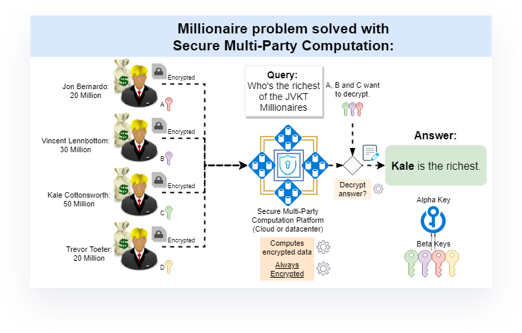 Millionaire problem solved with
Secure Multi-Party Computation:
Jon Bernardo:
20 Million
Encrypted
A
Vincent Lennbottom:
30 Million
Encrypted
B
Kale Cottonsworth:
50 Million
Encrypted
C
Trevor Toeter:
20 Million
Encrypted
D
Query:
Who's the richest
of the JVKT
Millionaires
Secure Multi-Party
Computation Platform
(Cloud or datacenter)
Computes
encrypted data
Always
Encrypted
A, B and C want
to decrypt.
Decrypt
answer?
Answer:
Kale is the richest.
Alpha Key
Beta Keys